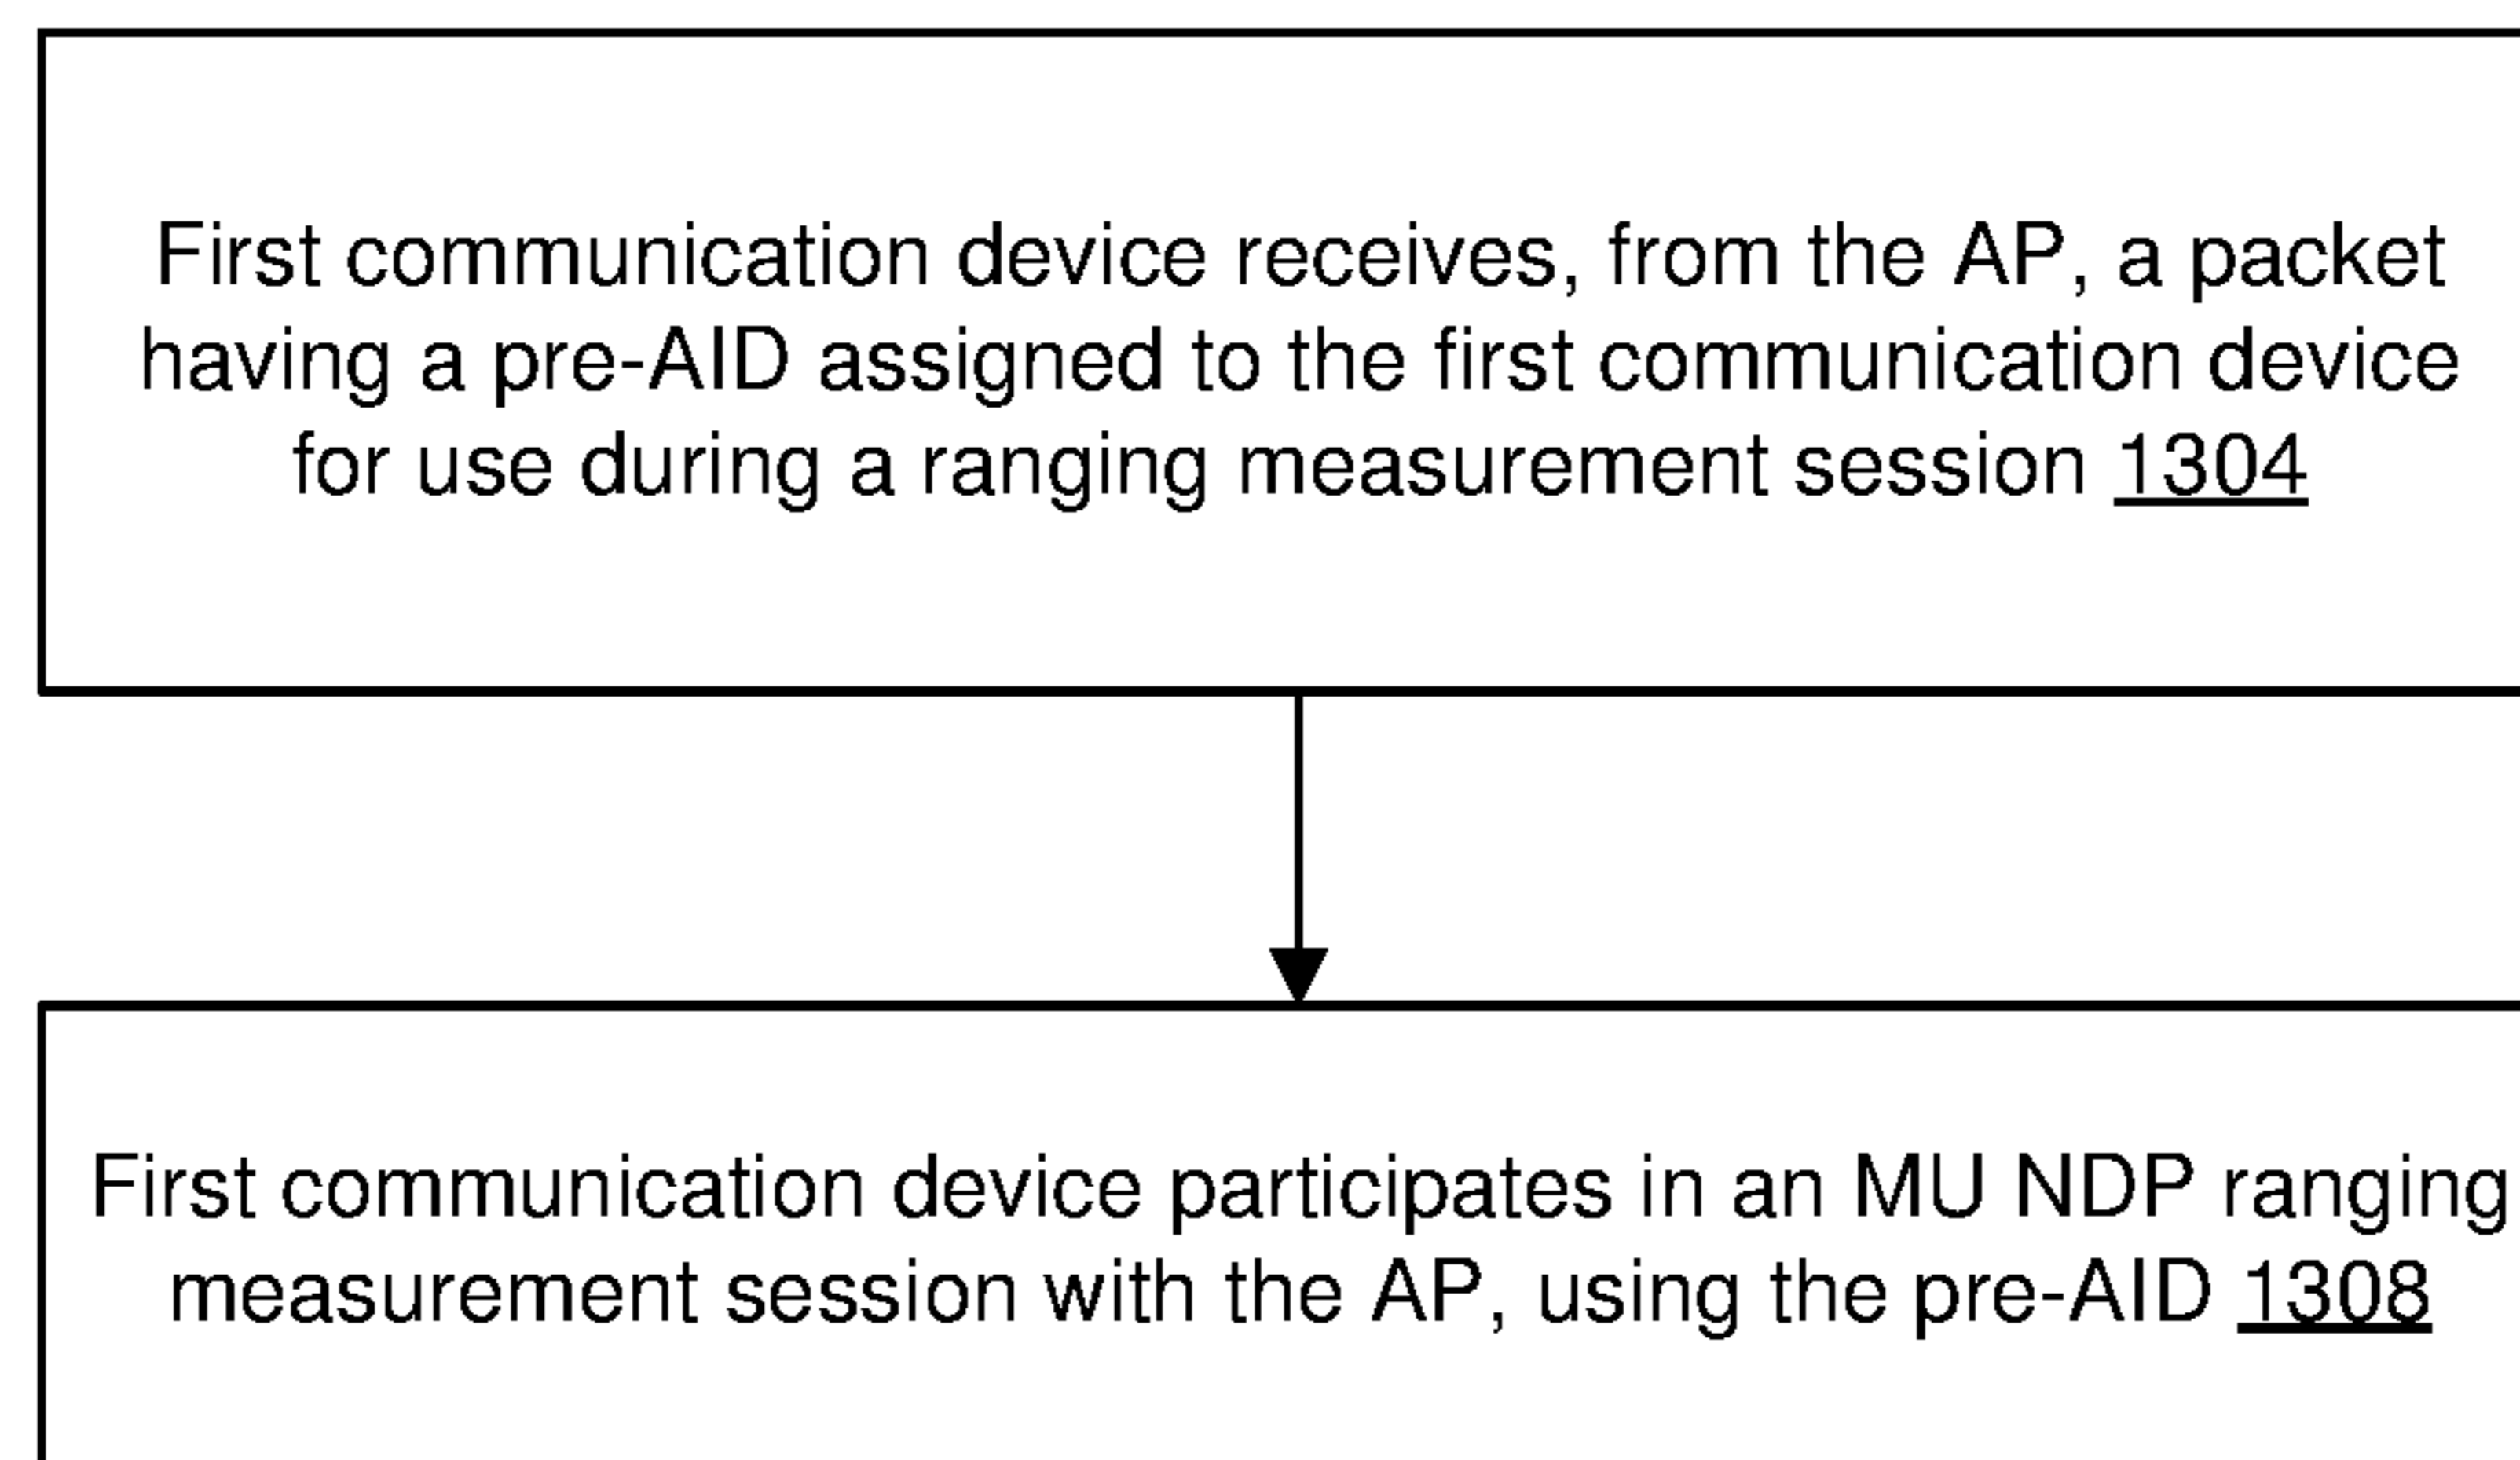 First communication device receives, from the AP, a packet
having a pre-AID assigned to the first communication device
for use during a ranging measurement session 1304
First communication device participates in an MU NDP ranging
measurement session with the AP, using the pre-AID 1308